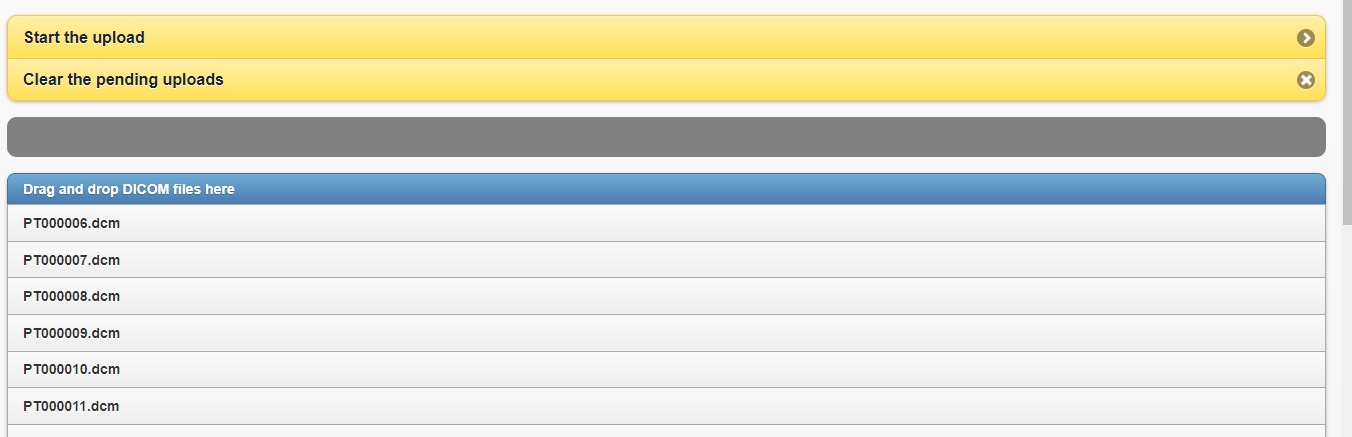 Start the upload
Clear the pending uploads
Drag and drop DICOM files here
PT000006.dcm
PT000007.dcm
PT000008.dcm
PT000009.dcm
PT000010.dcm
PT000011.dcm